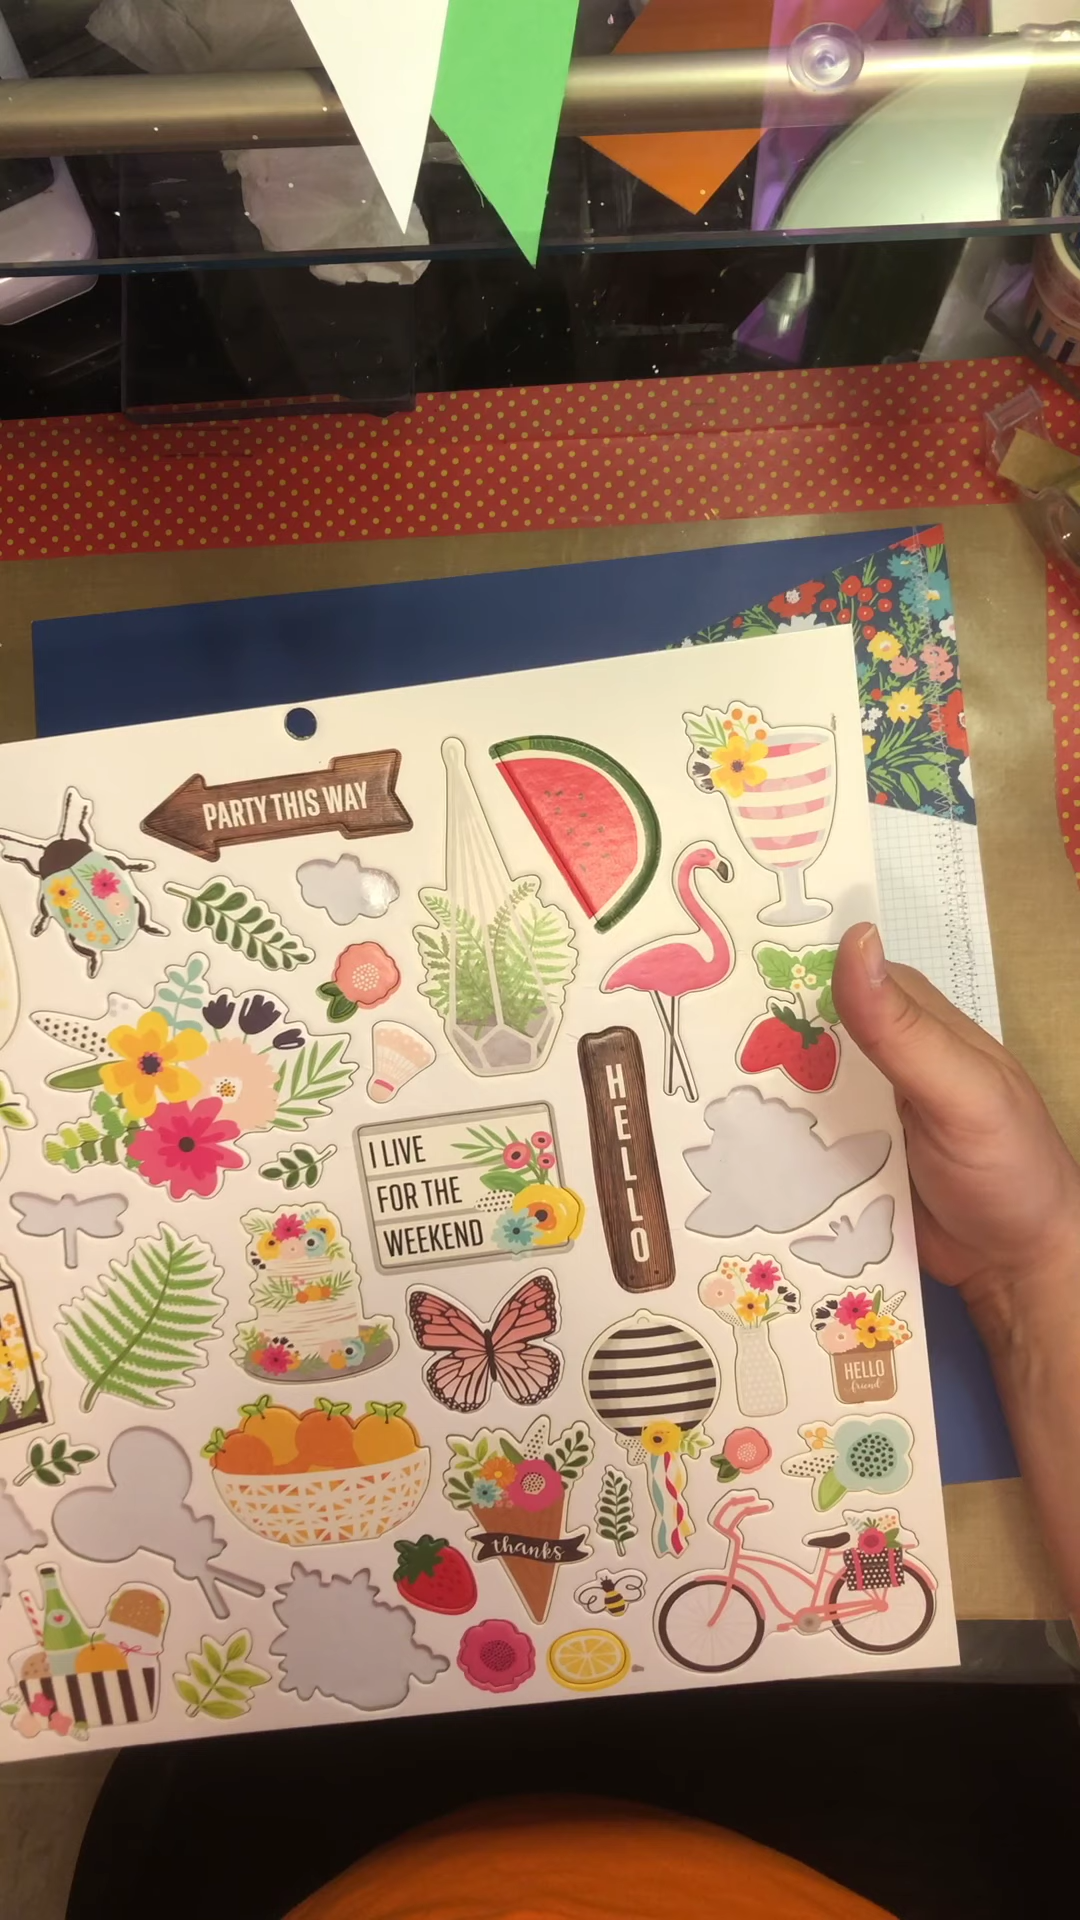 PARTY THIS WAY
HELLO
I LIVE
FOR THE
WEEKEND
HELLO
friend
thanks